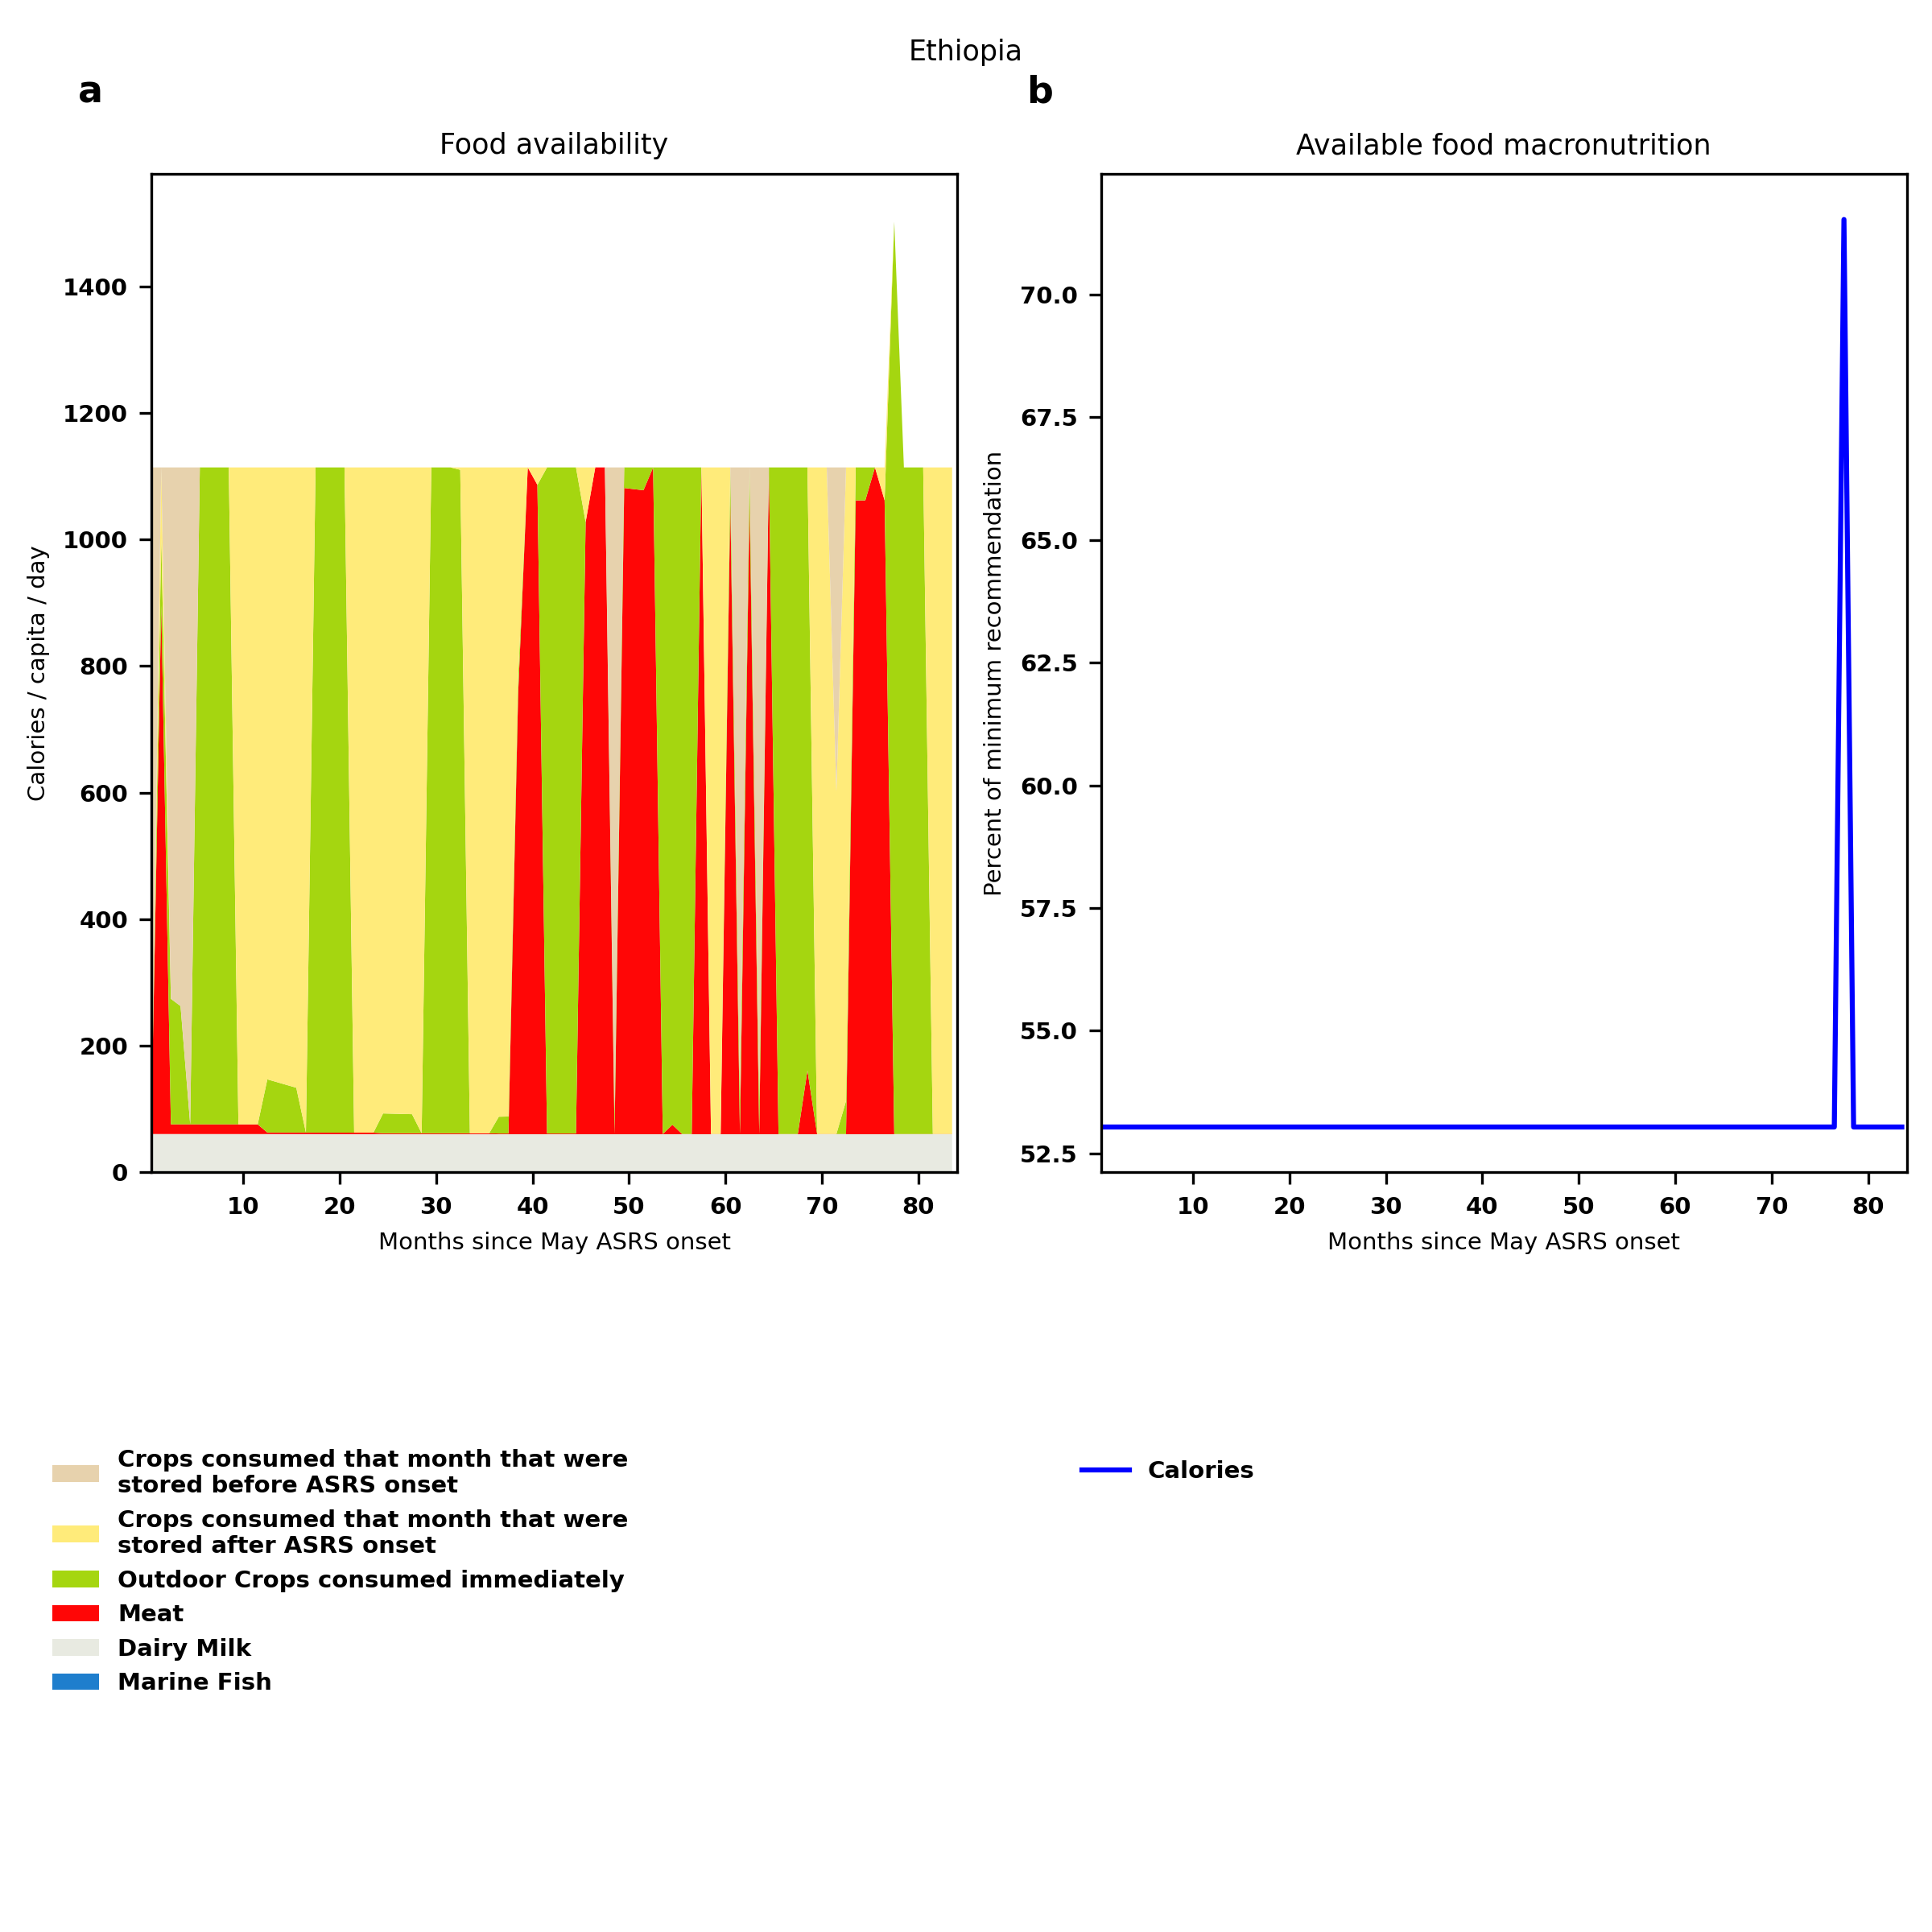 Ethiopia
a
b
Food availability
Available food macronutrition
Calories / capita / day
1400
1200
1000
800
600
400
200
0
10 20 30 40 50 60 70 80
Months since May ASRS onset
Percent of minimum recommendation
70.0
67.5
65.0
62.5
60.0
57.5
55.0
52.5
10 20 30 40 50 60 70 80
Months since May ASRS onset
Crops consumed that month that were
stored before ASRS onset
Crops consumed that month that were
stored after ASRS onset
Outdoor Crops consumed immediately
Meat
Dairy Milk
Marine Fish
Calories